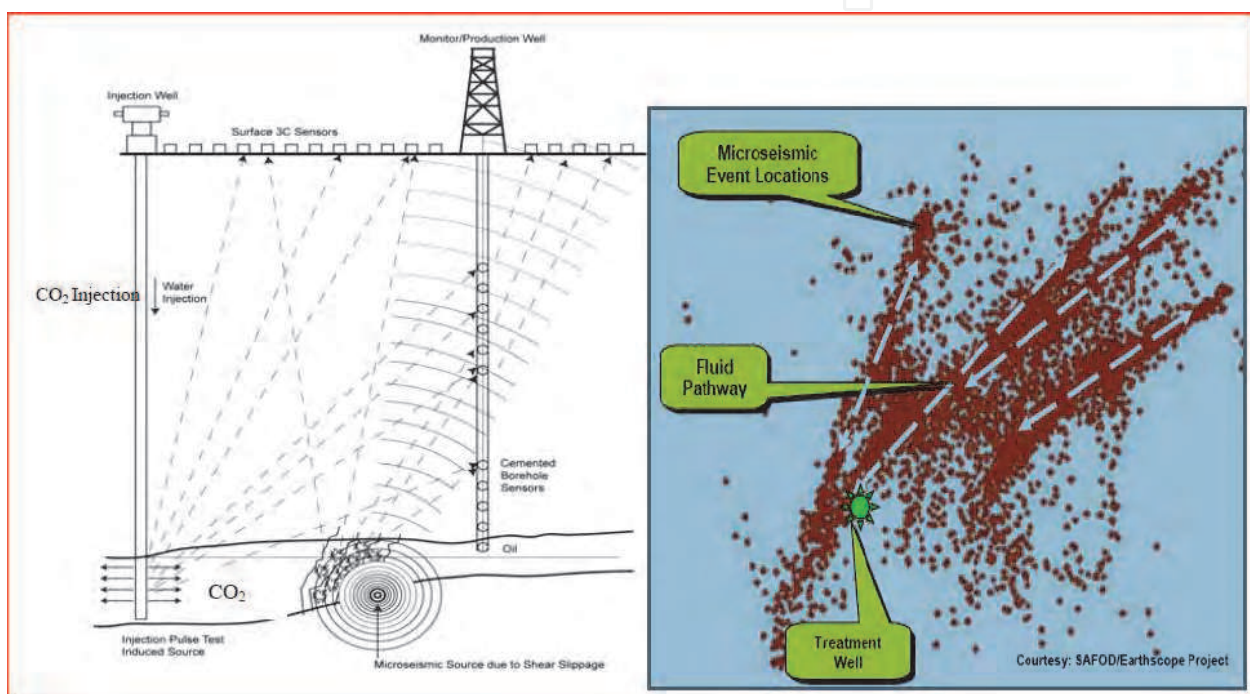 Monitor/Production Well
Injection Well
Surface 3C Sensors
CO₂ Injection
Water
Injection
Cemented
Borehole
Sensors
Oil
CO₂
Injection Pulse Test
Induced Source
Microseismic Source due to Shear Slippage
Microseismic
Event Locations
Fluid
Pathway
Treatment
Well
Courtesy: SAFOD/Earthscope Project